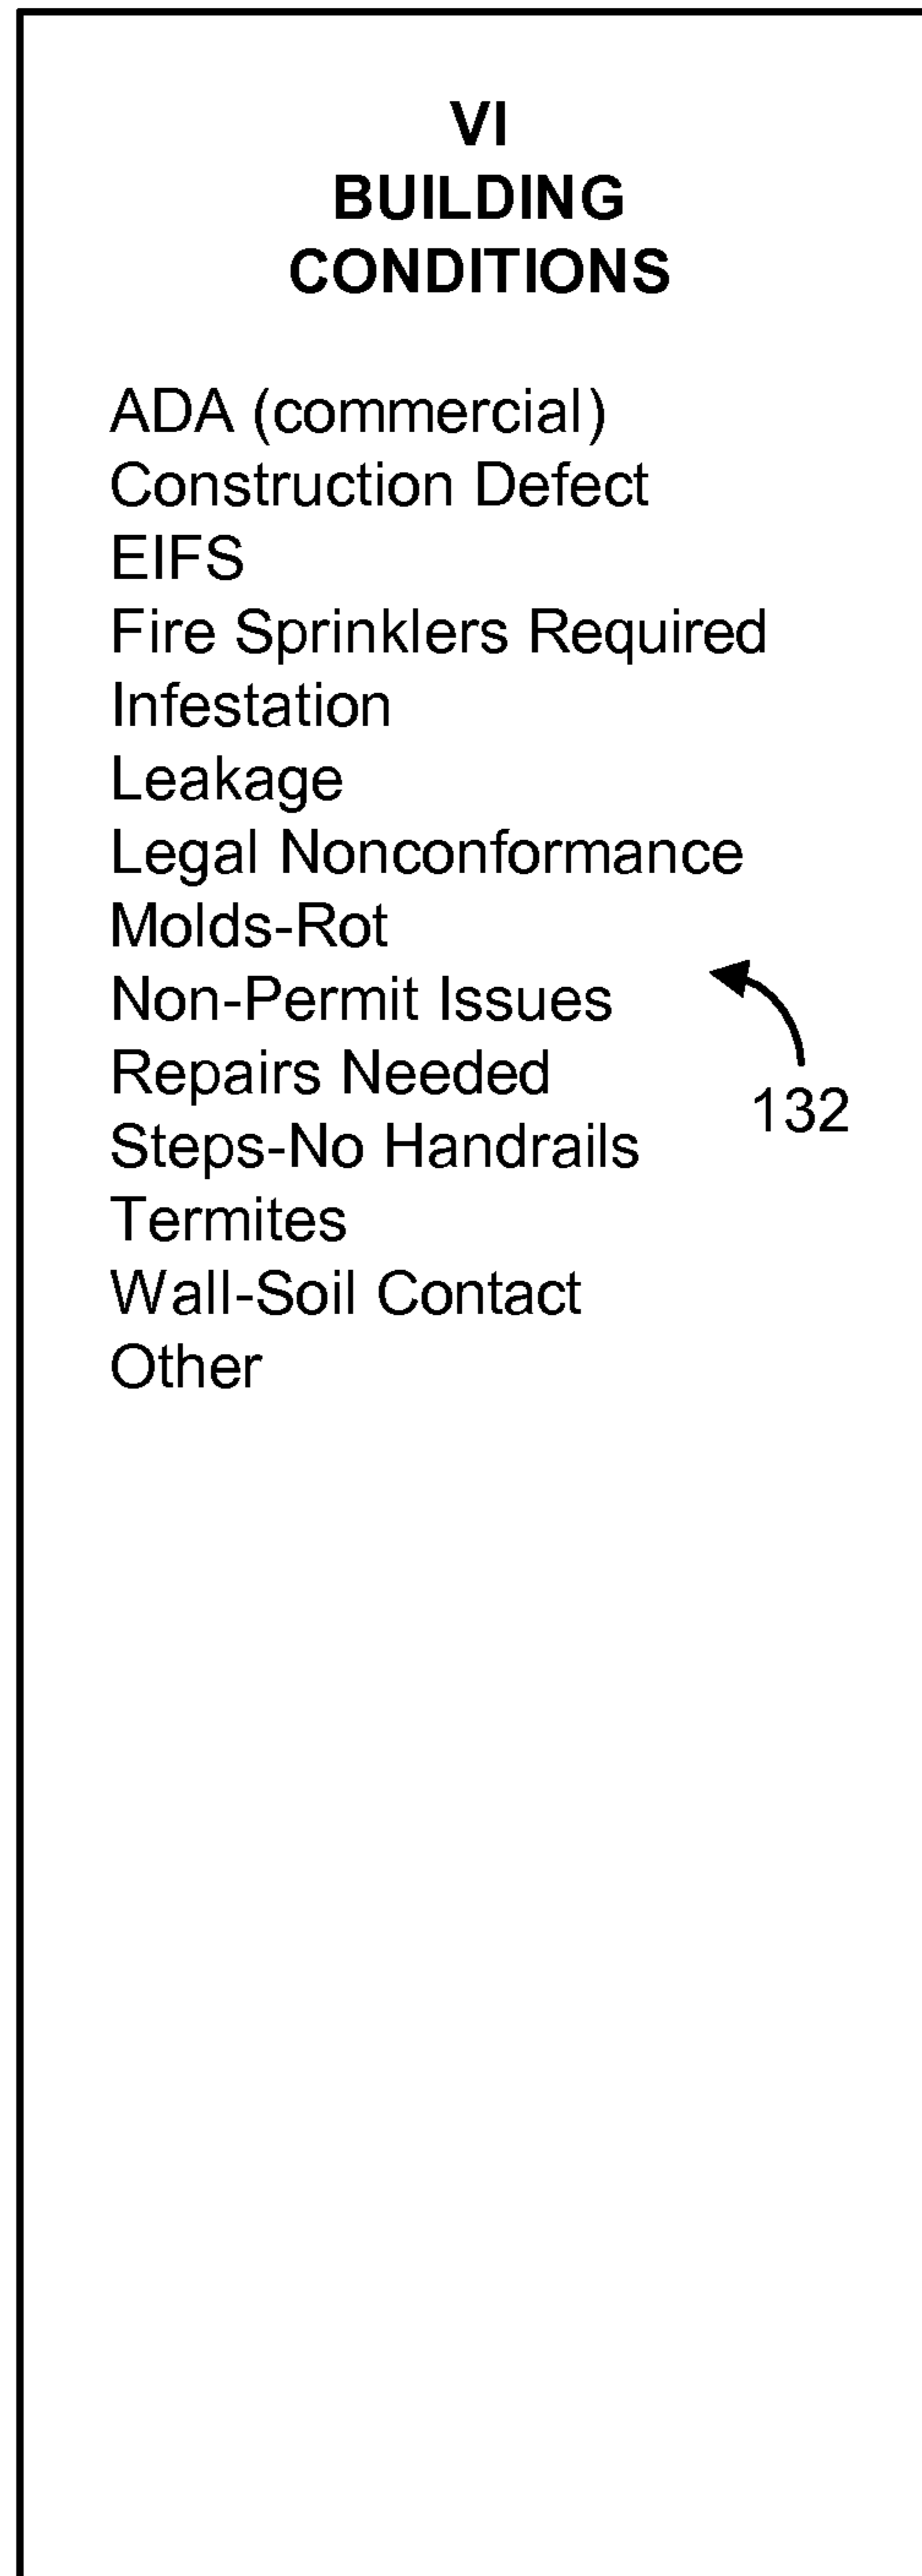 VI
BUILDING
CONDITIONS
ADA (commercial)
Construction Defect
EIFS
Fire Sprinklers Required
Infestation
Leakage
Legal Nonconformance
Molds-Rot
Non-Permit Issues
Repairs Needed
132
Steps-No Handrails
Termites
Wall-Soil Contact
Other